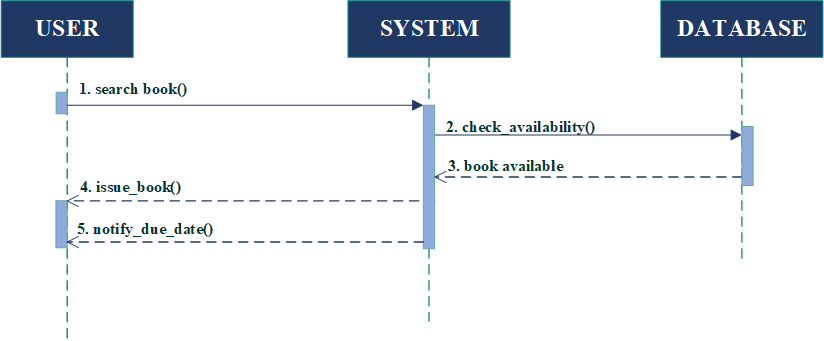 USER
SYSTEM
DATABASE
1. search book()
2. check_availability()
3. book available
4. issue_book()
5. notify_due_date()